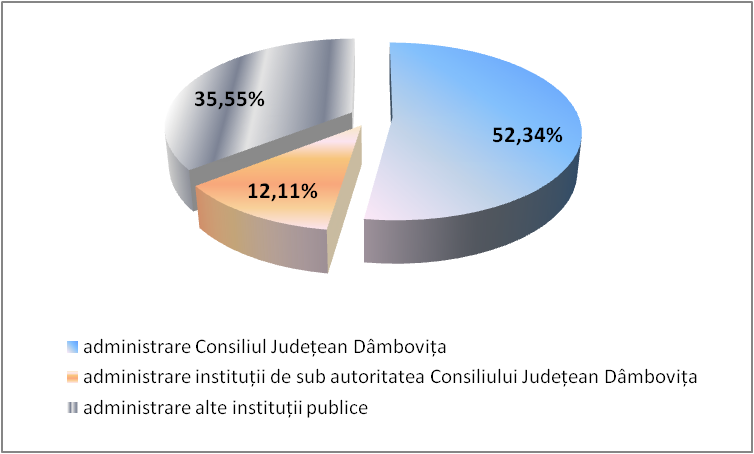 35,55%
52,34%
12,11%
administrare Consiliul Județean Dâmbovița
administrare instituții de sub autoritatea Consiliului Județean Dâmbovița
administrare alte instituții publice